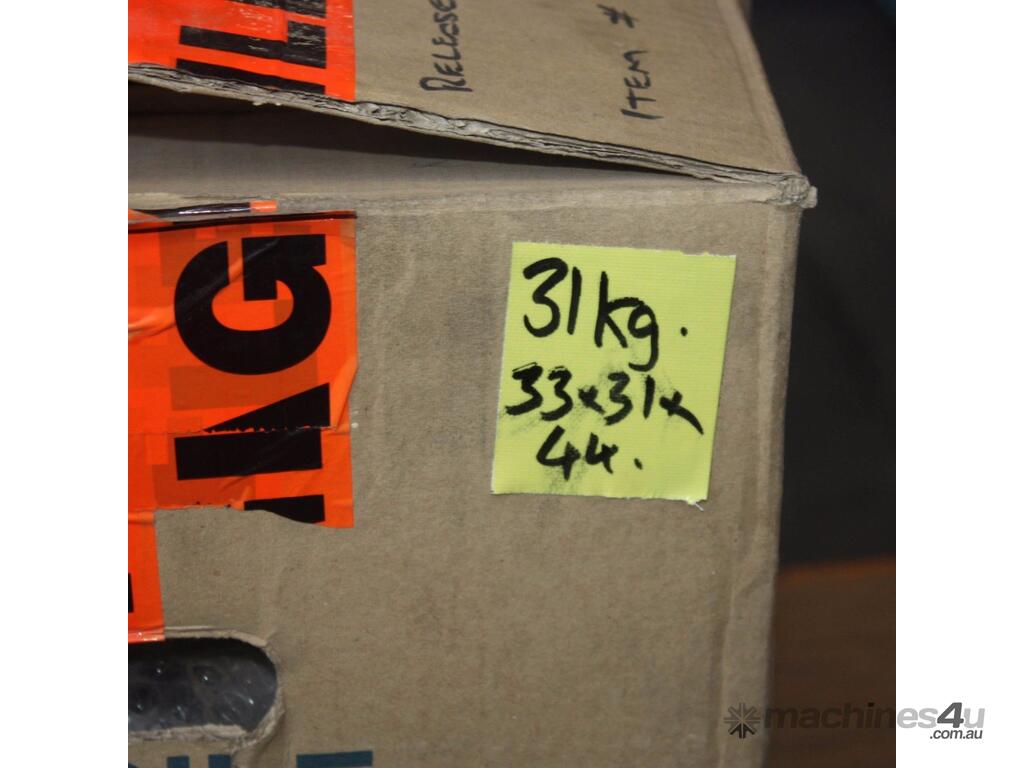 RELEASE
ITEM #
31kg.
33x31x
44.
machines4u
.com.au